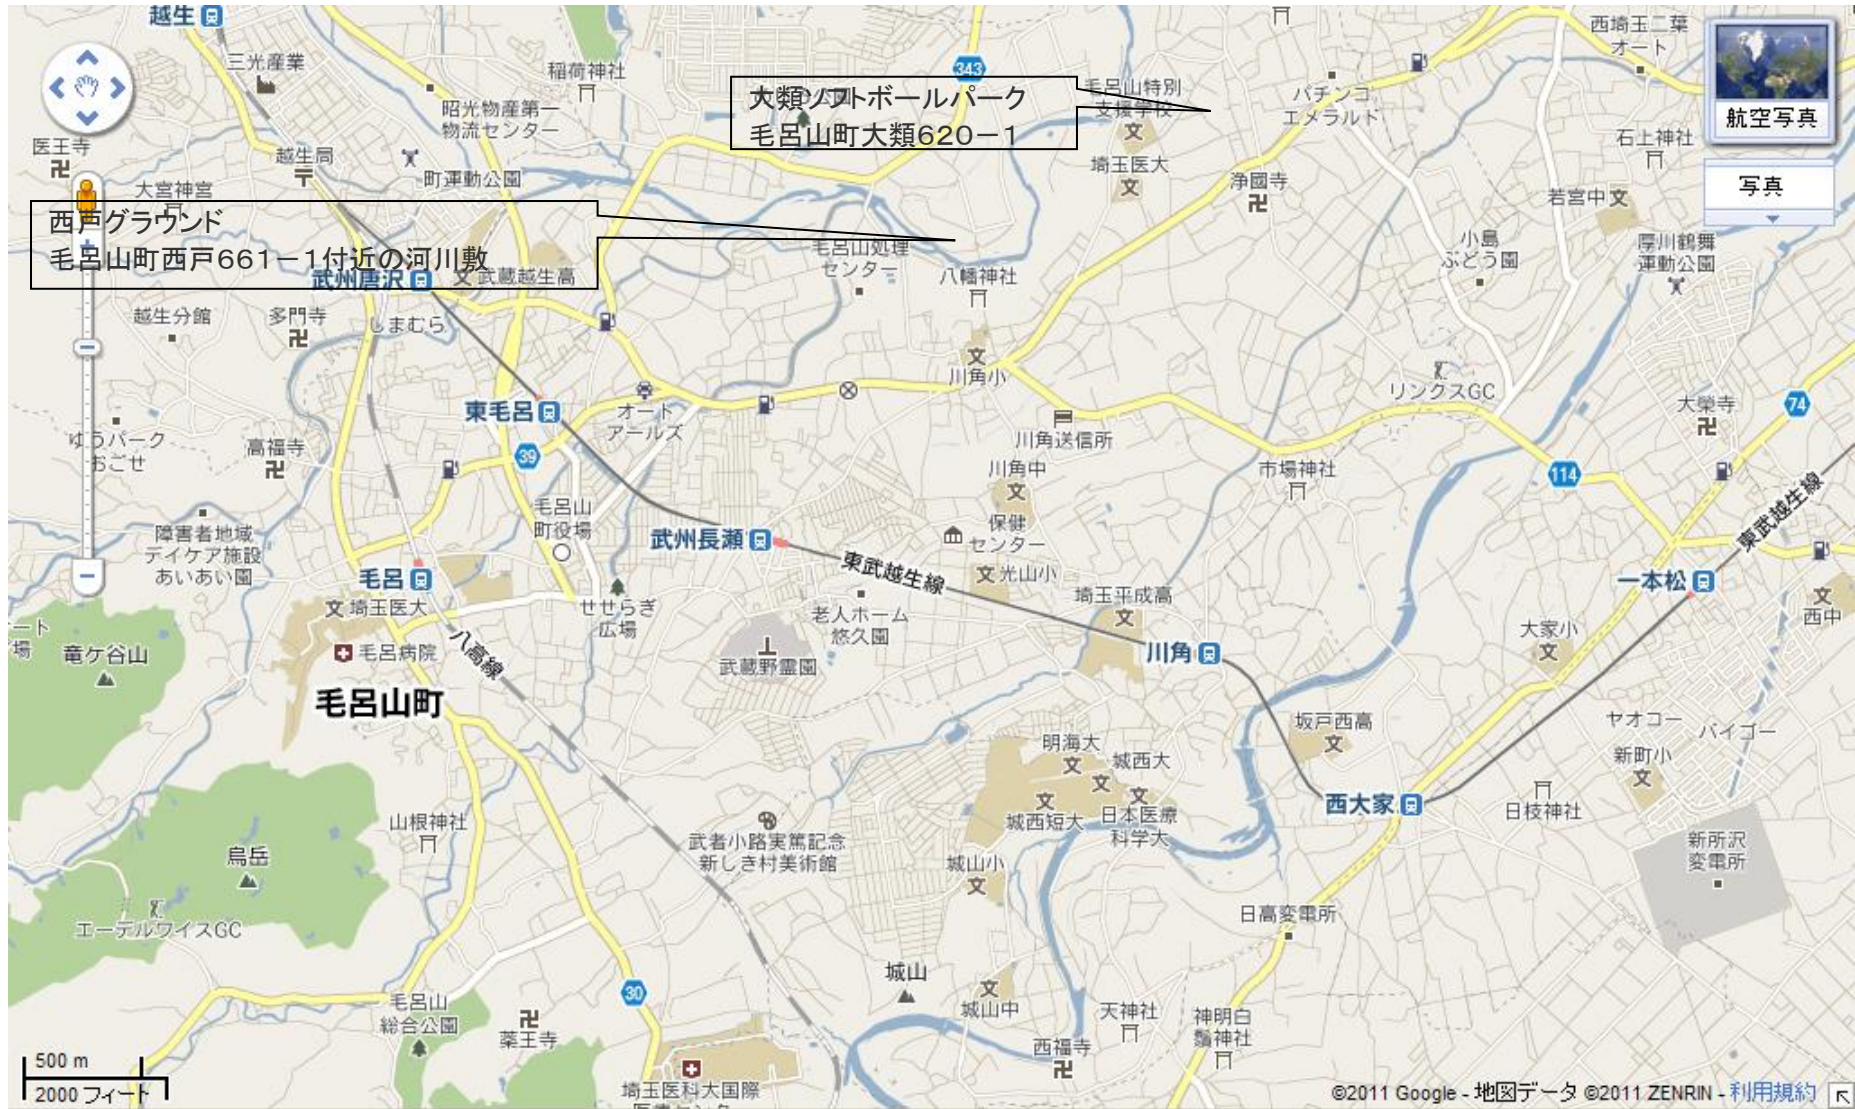 越生
三光産業
稲荷神社
343
西埼玉二葉
オート
航空写真
写真
大類ソフトボールパーク
毛呂山町大類620－1
毛呂山特別
支援学校
パチンコ
エメラルド
昭光物産第一
物流センター
石上神社
医王寺
越生局
町運動公園
埼玉医大
浄國寺
若宮中
大宮神宮
西戸グラウンド
毛呂山町西戸661－1付近の河川敷
毛呂山処理
センター
八幡神社
小島
ぶどう園
厚川鶴舞
運動公園
武州唐沢
武蔵越生高
越生分館
多門寺
しまむら
川角小
リンクスGC
東毛呂
オート
アールズ
大榮寺
74
ゆうパーク
おごせ
高福寺
39
川角送信所
川角中
市場神社
114
毛呂山
町役場
障害者地域
デイケア施設
あいあい園
武州長瀬
保健
センター
東武越生線
東武越生線
毛呂
光山小
一本松
埼玉医大
せせらぎ
広場
老人ホーム
悠久園
埼玉平成高
西中
大家小
ート
場
竜ケ谷山
毛呂病院
八高線
武蔵野霊園
川角
毛呂山町
坂戸西高
ヤオコー
バイゴー
明海大
城西大
新町小
城西短大
日本医療
科学大
西大家
日枝神社
山根神社
武者小路実篤記念
新しき村美術館
新所沢
変電所
烏岳
城山小
エーデルワイスGC
日高変電所
城山
30
毛呂山
総合公園
薬王寺
城山中
天神社
神明白
鬚神社
西福寺
500 m
2000 フィート
埼玉医科大国際
©2011 Google - 地図データ ©2011 ZENRIN - 利用規約